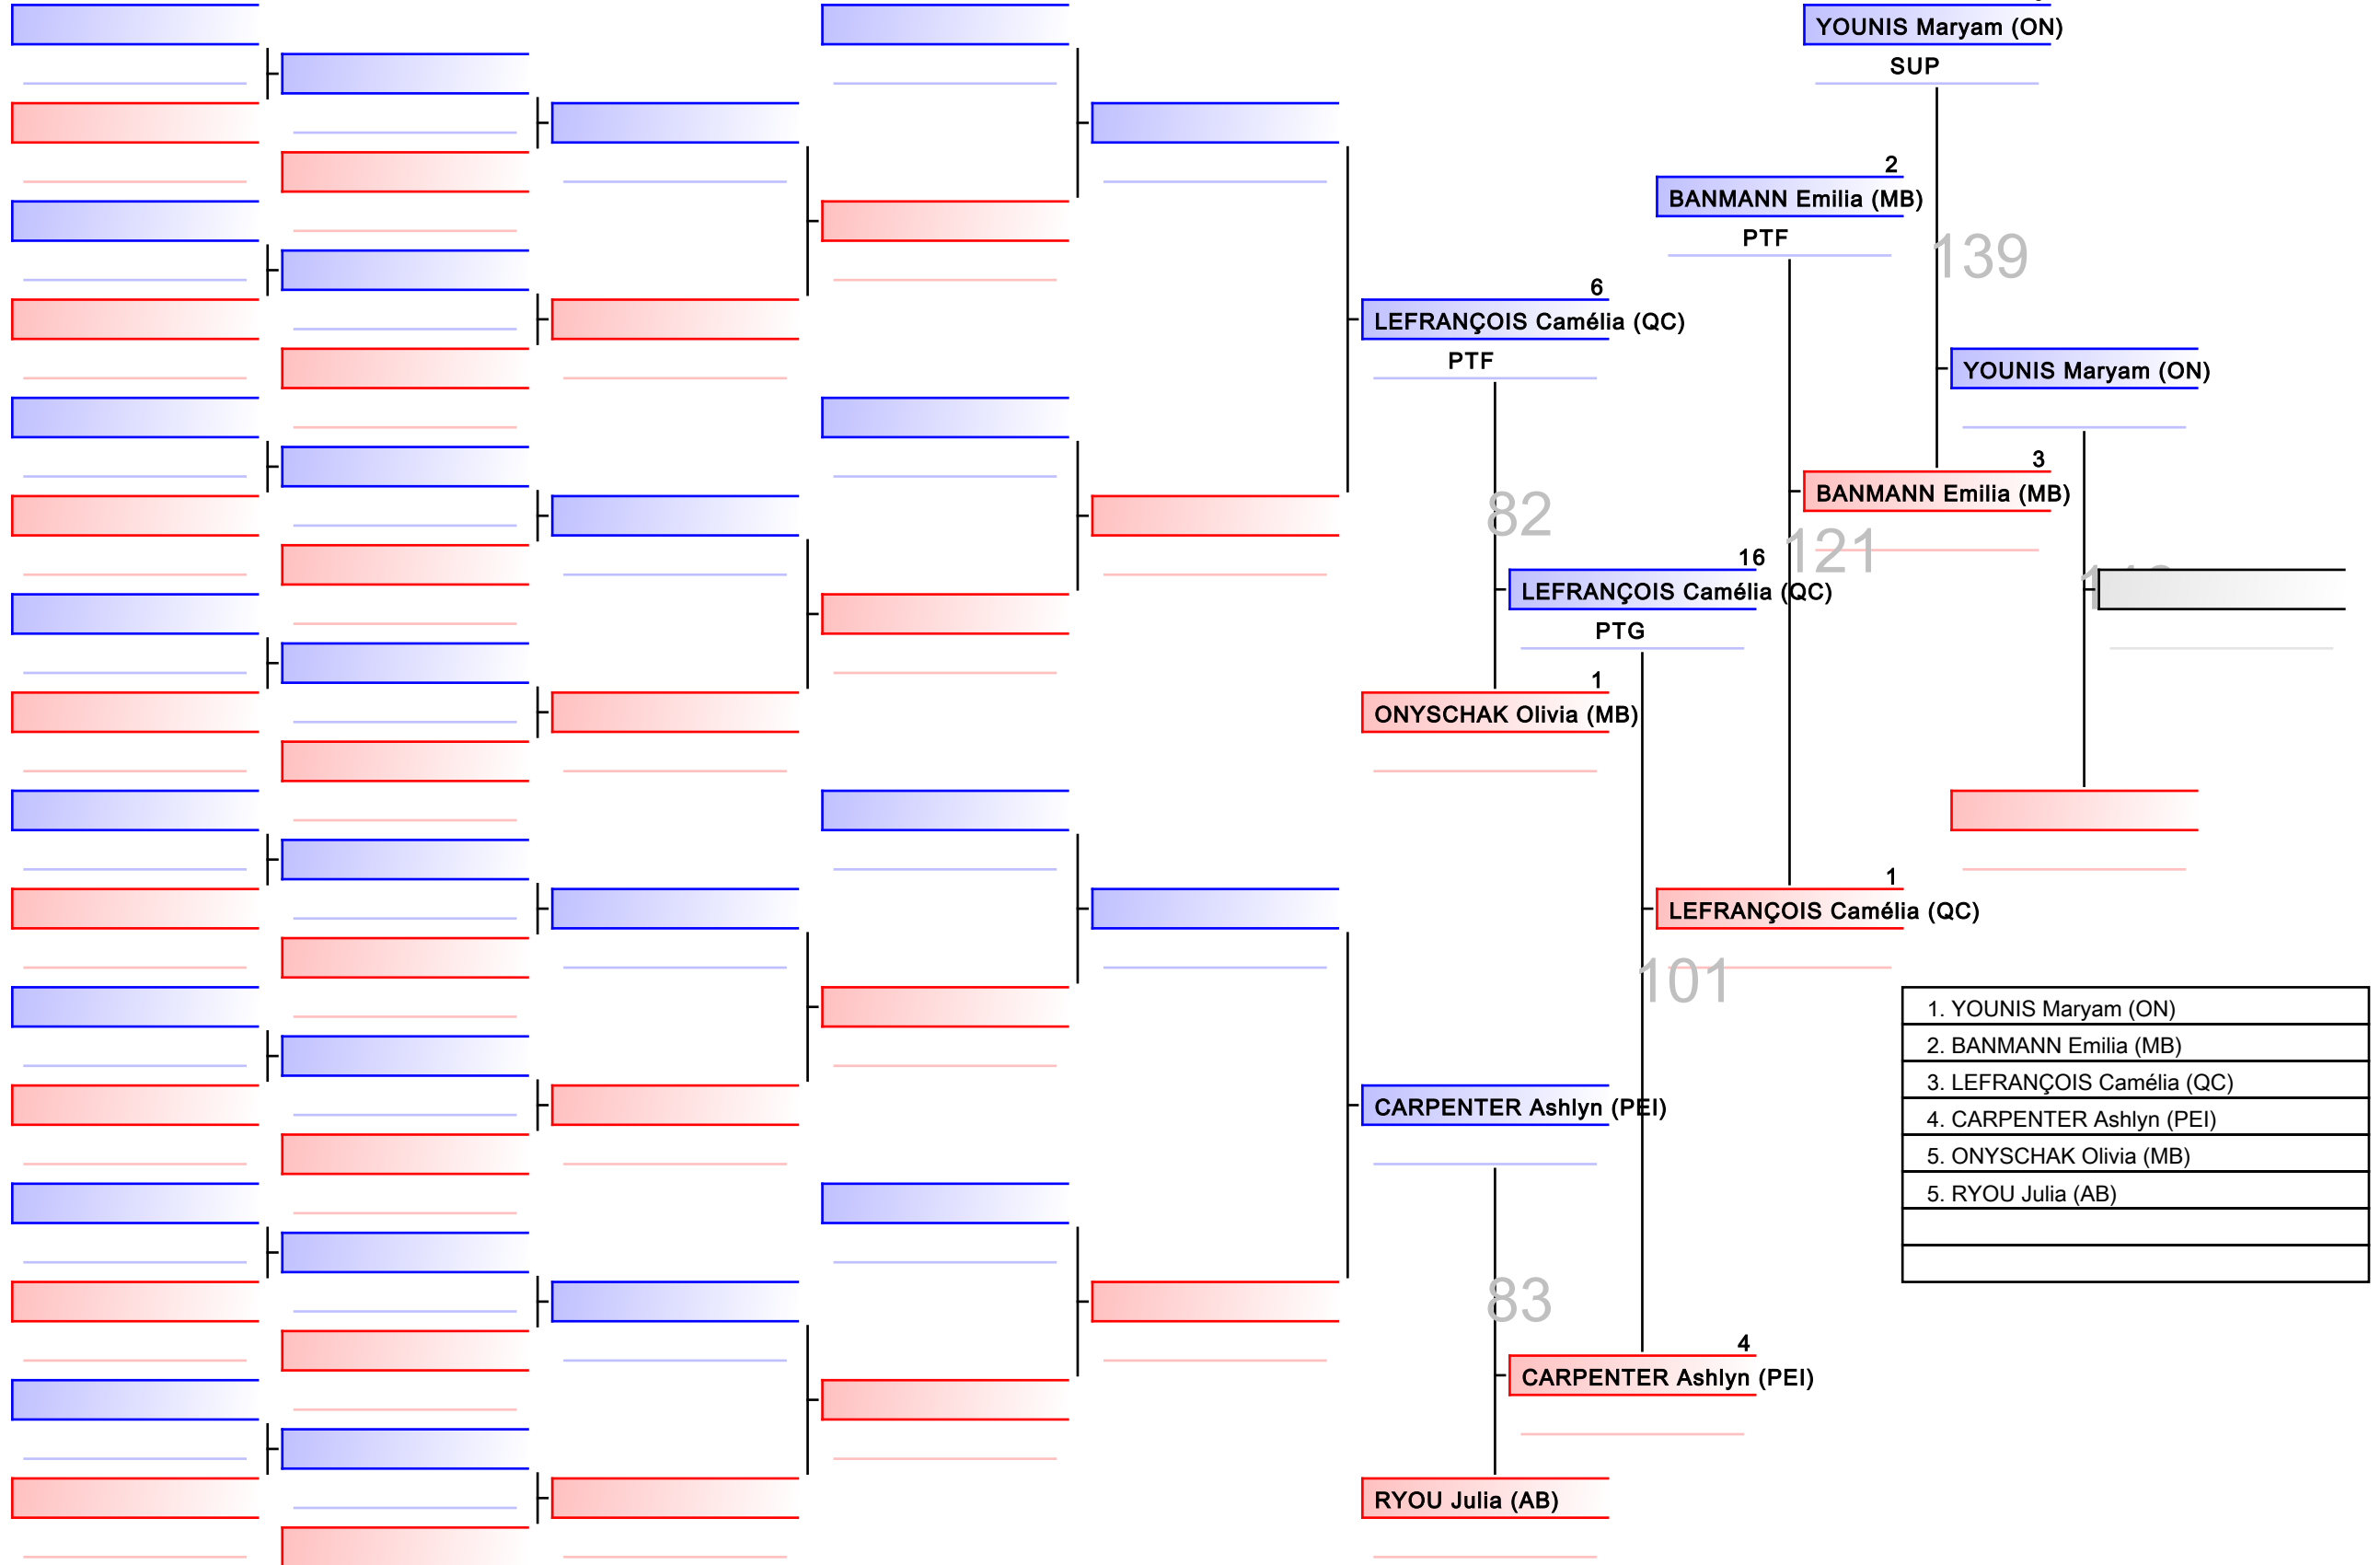 YOUNIS Maryam (ON)
SUP
2
BANMANN Emilia (MB)
PTF
139
6
LEFRANÇOIS Camélia (QC)
PTF
YOUNIS Maryam (ON)
3
BANMANN Emilia (MB)
82
121
16
LEFRANÇOIS Camélia (QC)
PTG
1
ONYSCHAK Olivia (MB)
1
LEFRANÇOIS Camélia (QC)
101
1. YOUNIS Maryam (ON)
2. BANMANN Emilia (MB)
3. LEFRANÇOIS Camélia (QC)
4. CARPENTER Ashlyn (PEI)
5. ONYSCHAK Olivia (MB)
5. RYOU Julia (AB)
CARPENTER Ashlyn (PEI)
83
4
CARPENTER Ashlyn (PEI)
RYOU Julia (AB)